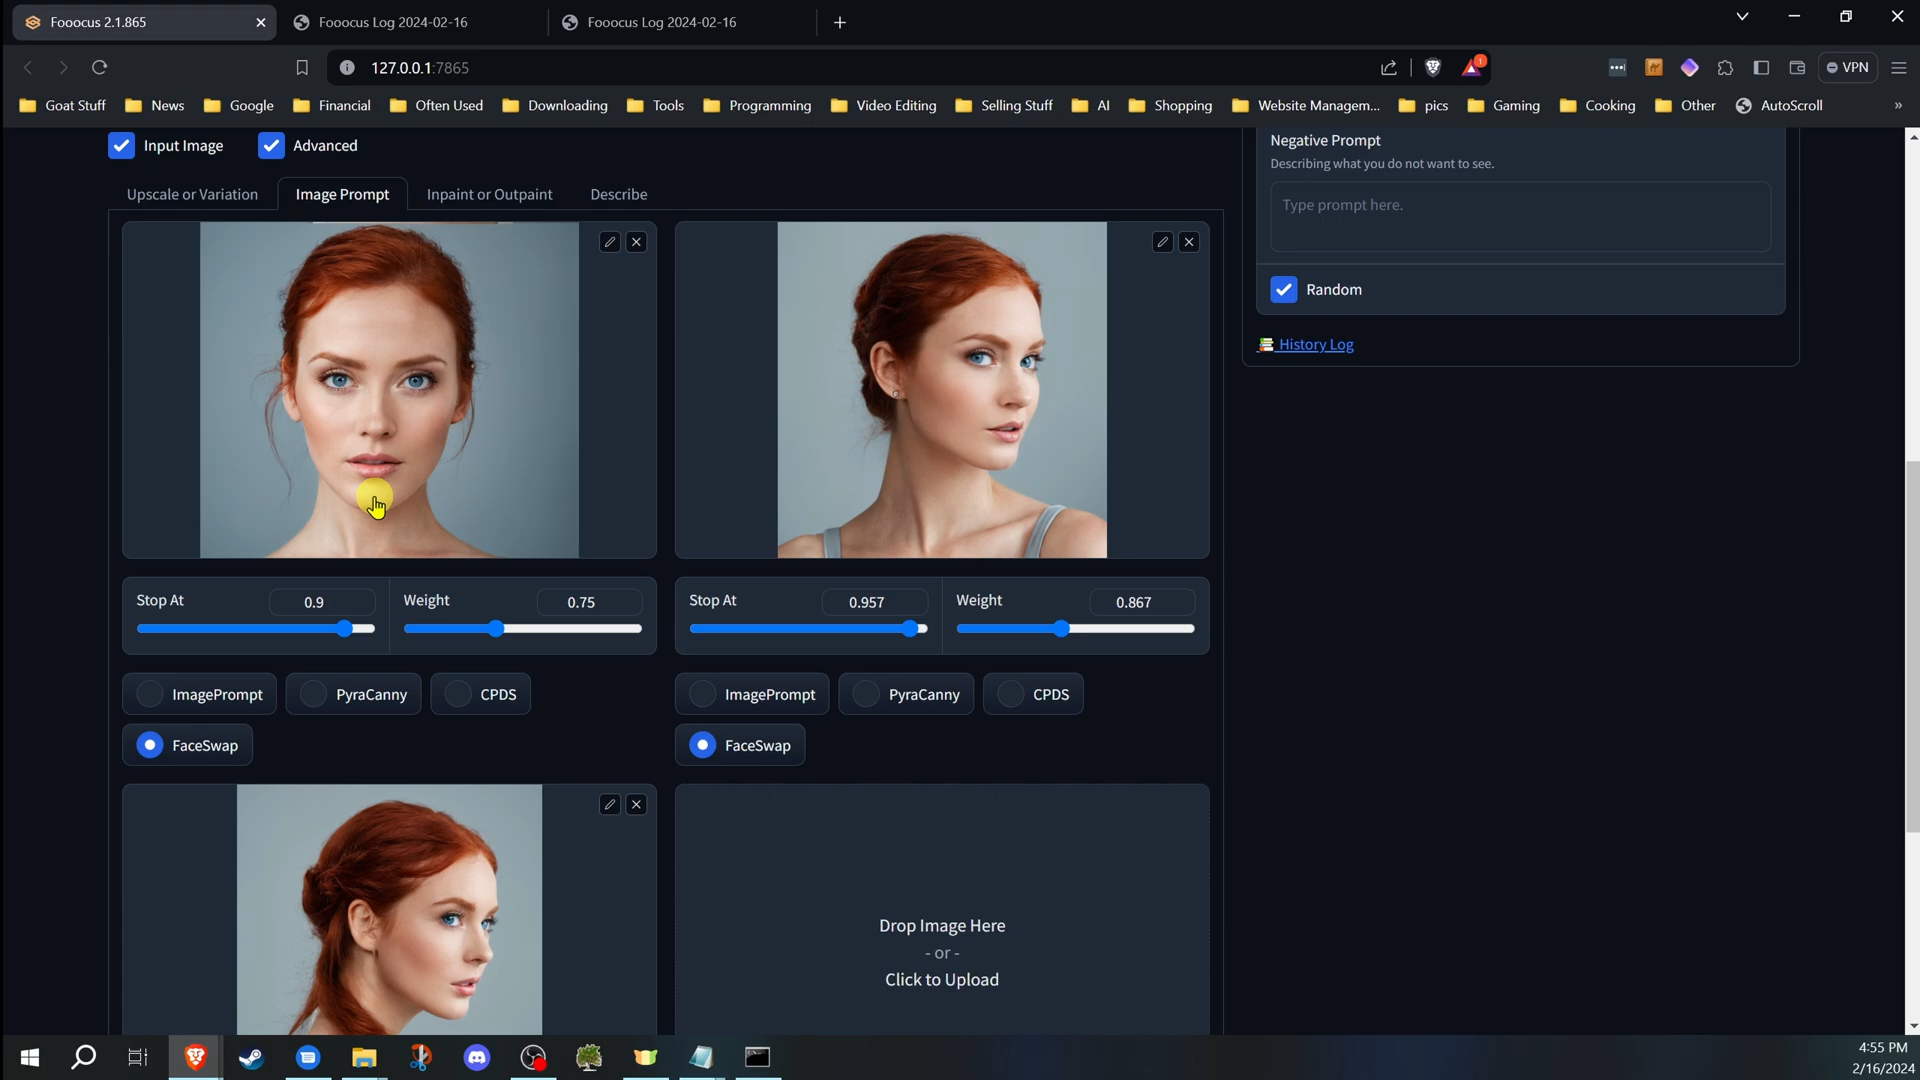 Fooocus 2.1.865
Fooocus Log 2024-02-16
Fooocus Log 2024-02-16
127.0.0.1:7865
1
VPN
Goat Stuff
News
Google
Financial
Often Used
Downloading
Tools
Programming
Video Editing
Selling Stuff
AI
Shopping
Website Managem...
pics
Gaming
Cooking
Other
AutoScroll
»
Input Image
Advanced
Upscale or Variation
Image Prompt
Inpaint or Outpaint
Describe
Stop At
0.9
Weight
0.75
Stop At
0.957
Weight
0.867
ImagePrompt
PyraCanny
CPDS
FaceSwap
ImagePrompt
PyraCanny
CPDS
FaceSwap
Drop Image Here
- or -
Click to Upload
Negative Prompt
Describing what you do not want to see.
Type prompt here.
Random
History Log
4:55 PM
2/16/2024